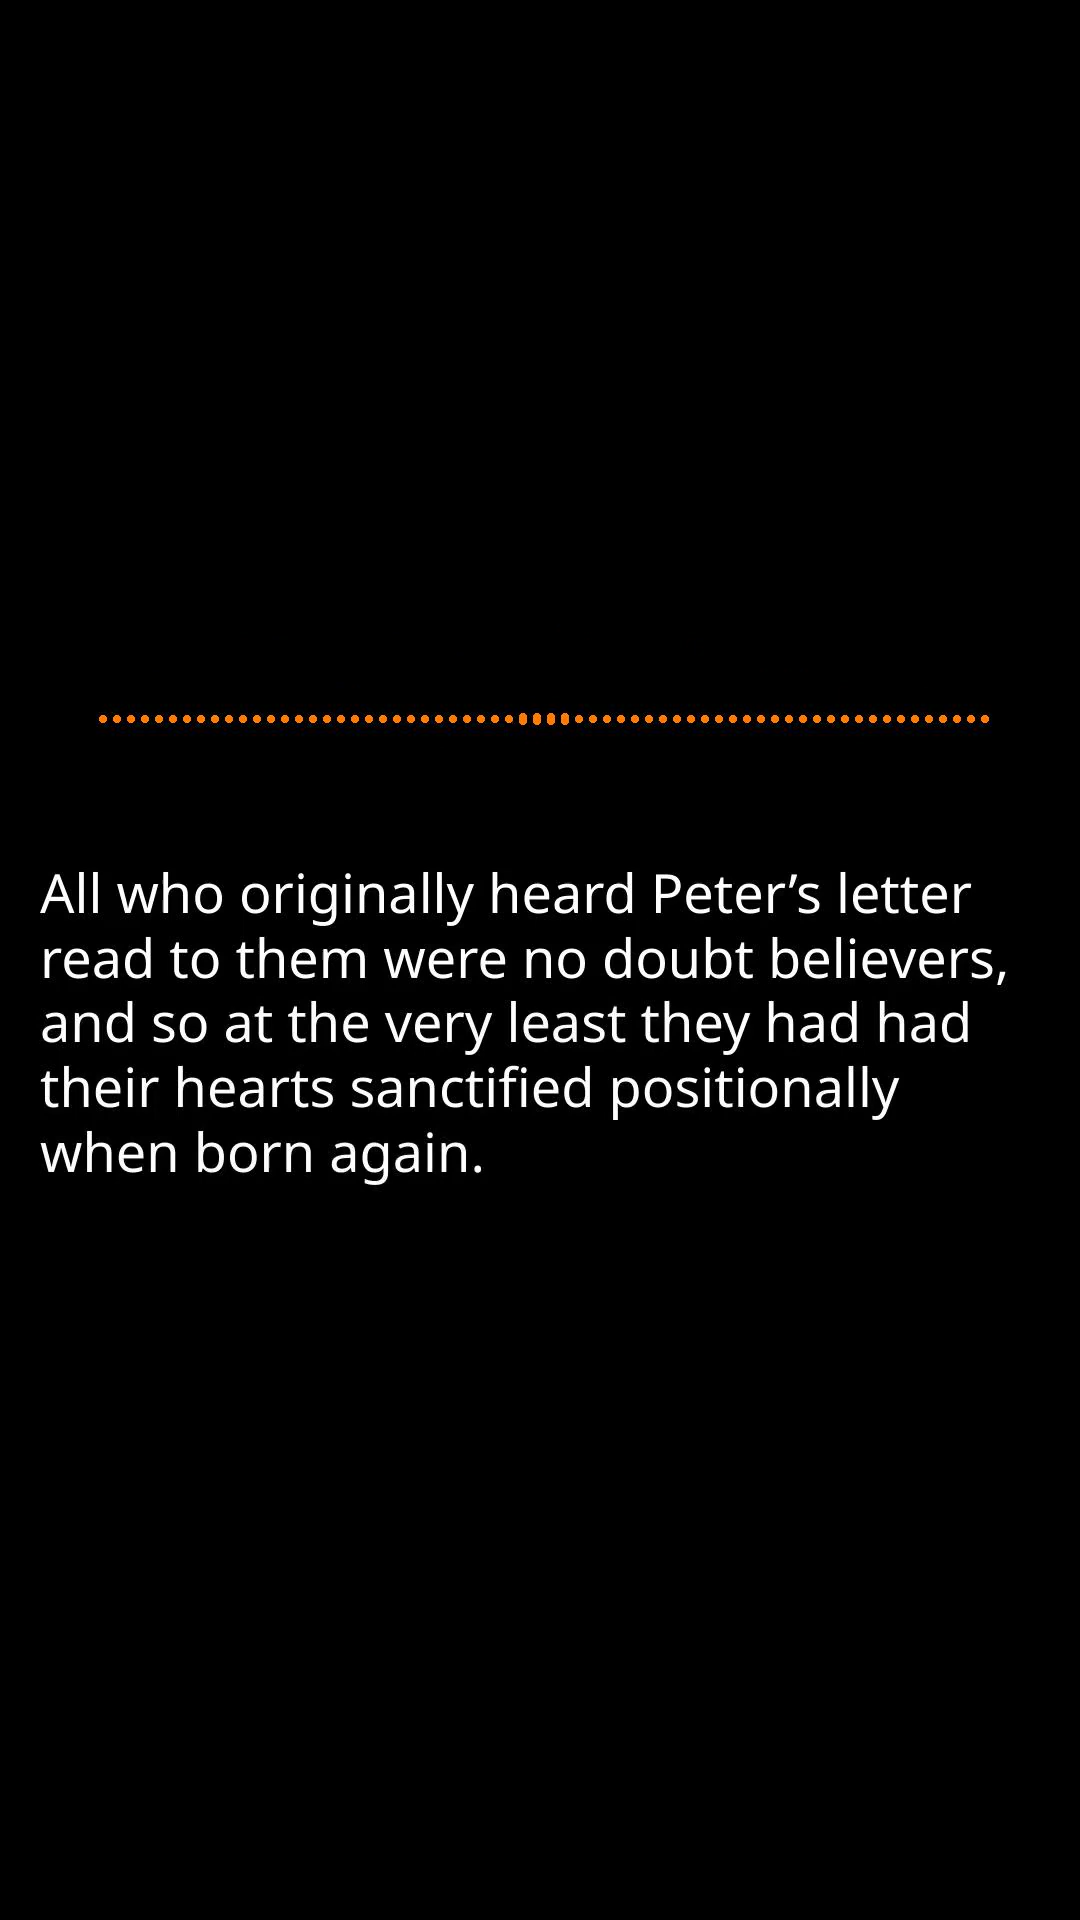 All who originally heard Peter’s letter
read to them were no doubt believers,
and so at the very least they had had
their hearts sanctified positionally
when born again.